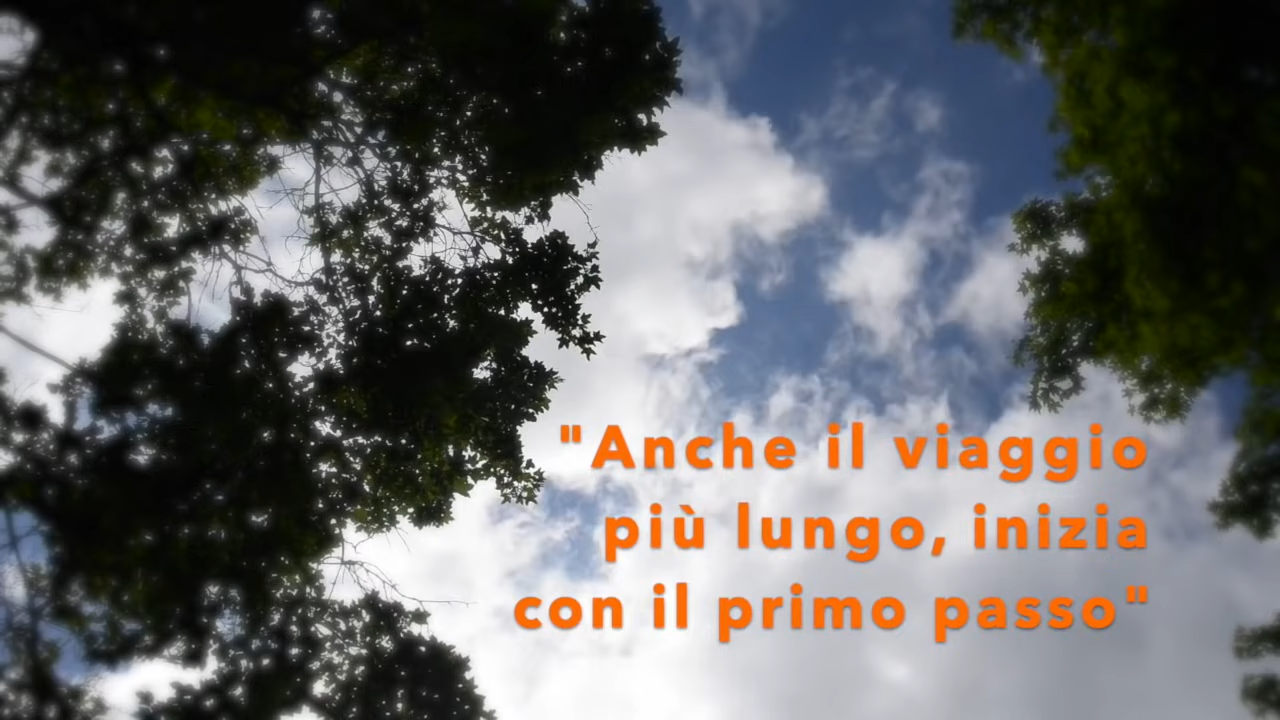 "Anche il viaggio
più lungo, inizia
con il primo passo"